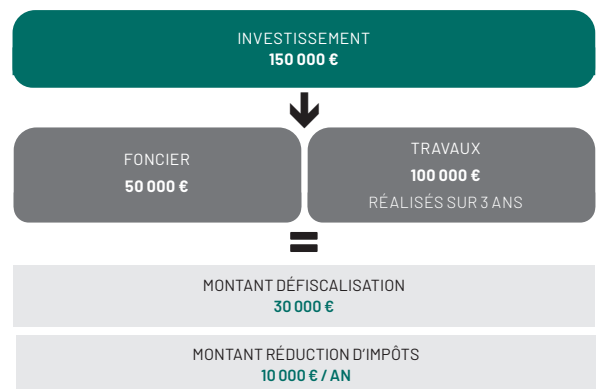 INVESTISSEMENT
150 000 €
FONCIER
50 000 €
TRAVAUX
100 000 €
RÉALISÉS SUR 3 ANS
=
MONTANT DÉFISCALISATION
30 000 €
MONTANT RÉDUCTION D'IMPÔTS
10 000 € / AN